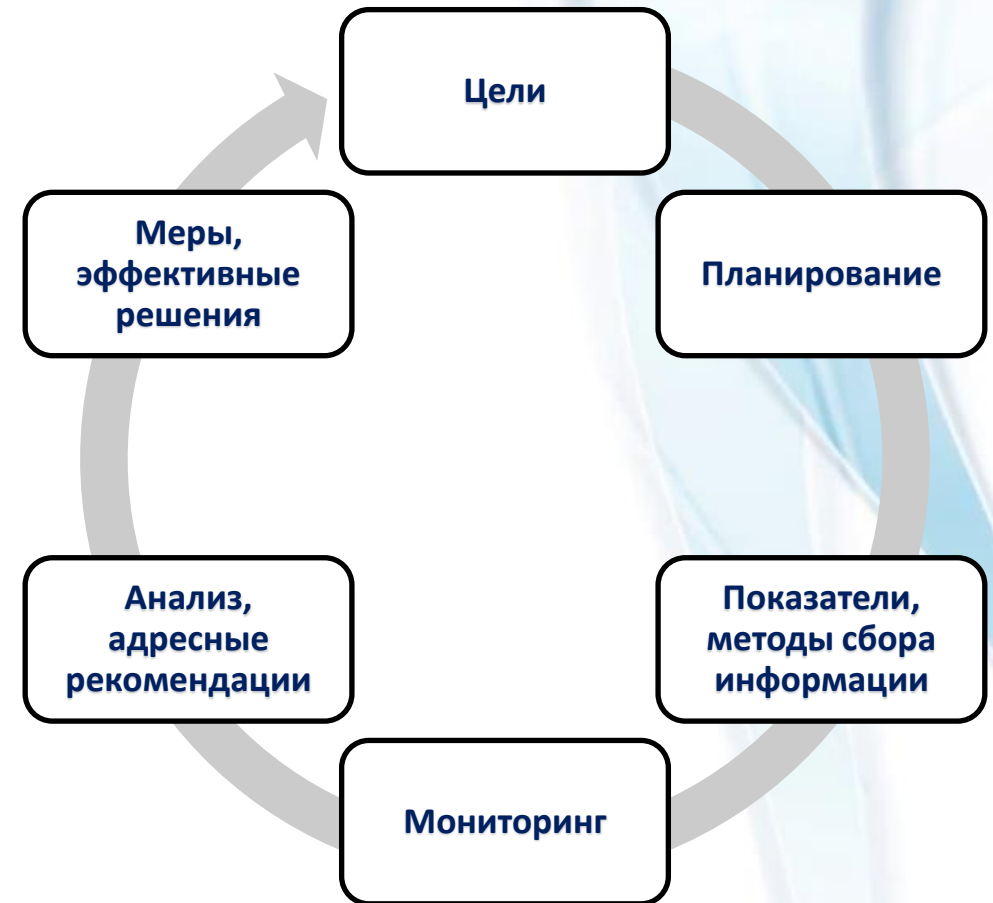 Цели
Планирование
Показатели,
методы сбора
информации
Мониторинг
Анализ,
адресные
рекомендации
Меры,
эффективные
решения